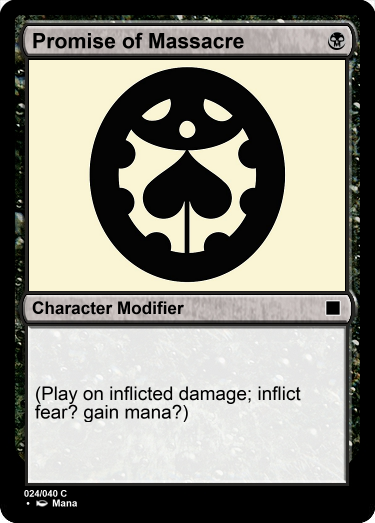 Promise of Massacre
Character Modifier
(Play on inflicted damage; inflict
fear? gain mana?)
024/040 C
• Mana